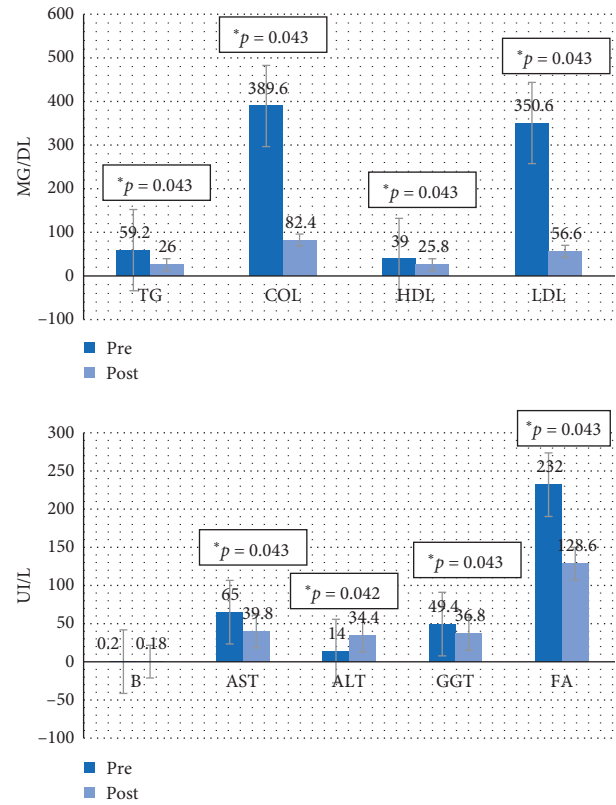 600
500
400
300
200
100
0
–100
MG/DL
*p = 0.043
*p = 0.043
*p = 0.043
*p = 0.043
59.2
26
389.6
82.4
39
25.8
350.6
56.6
TG
COL
HDL
LDL
Pre
Post
300
250
200
150
100
50
0
–50
–100
UI/L
*p = 0.043
*p = 0.042
*p = 0.043
*p = 0.043
0.2
0.18
65
39.8
14
34.4
49.4
36.8
232
128.6
B
AST
ALT
GGT
FA
Pre
Post